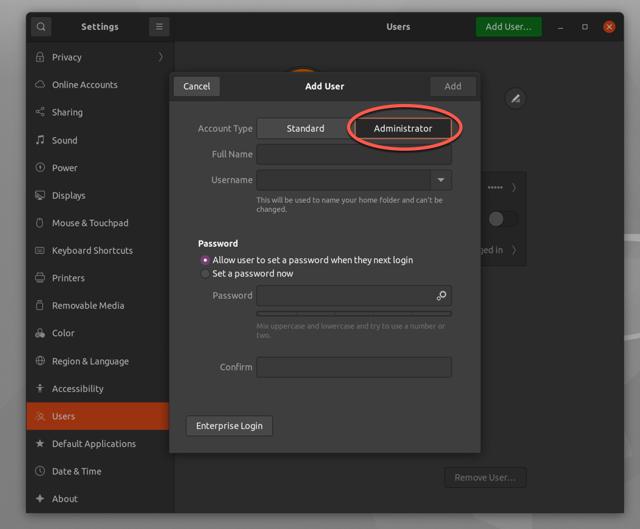 Settings
Users
Add User...
Privacy
Online Accounts
Sharing
Sound
Power
Displays
Mouse & Touchpad
Keyboard Shortcuts
Printers
Removable Media
Color
Region & Language
Accessibility
Users
Default Applications
Date & Time
About
Cancel
Add User
Add
Account Type
Standard
Administrator
Full Name
Username
This will be used to name your home folder and can't be
changed.
Password
Allow user to set a password when they next login
Set a password now
Password
Mix uppercase and lowercase and try to use a number or
two.
Confirm
Enterprise Login
•••••
ged in
Remove User...